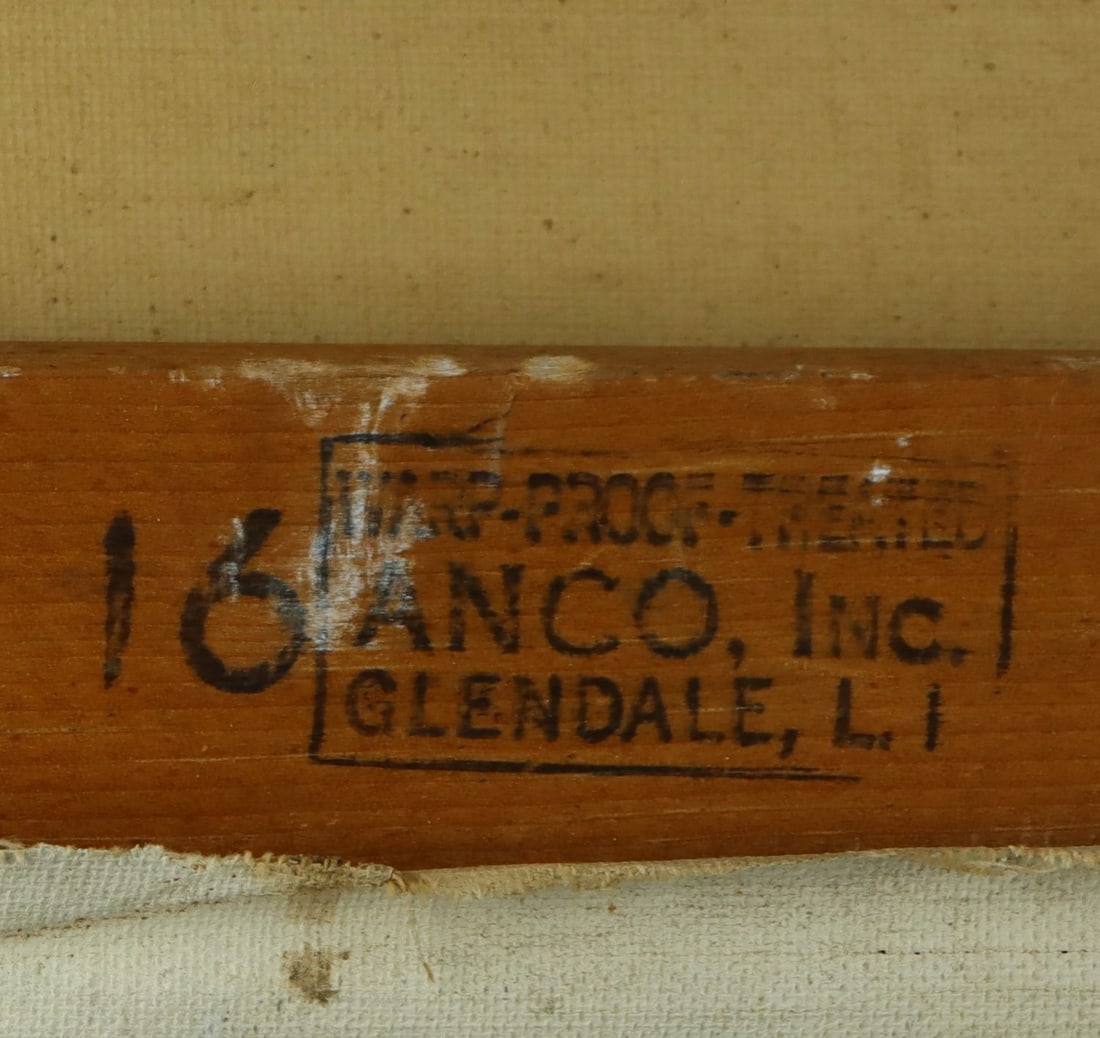 16
WARP-PROOF-TREATED
ANCO, INC.
GLENDALE, L. I